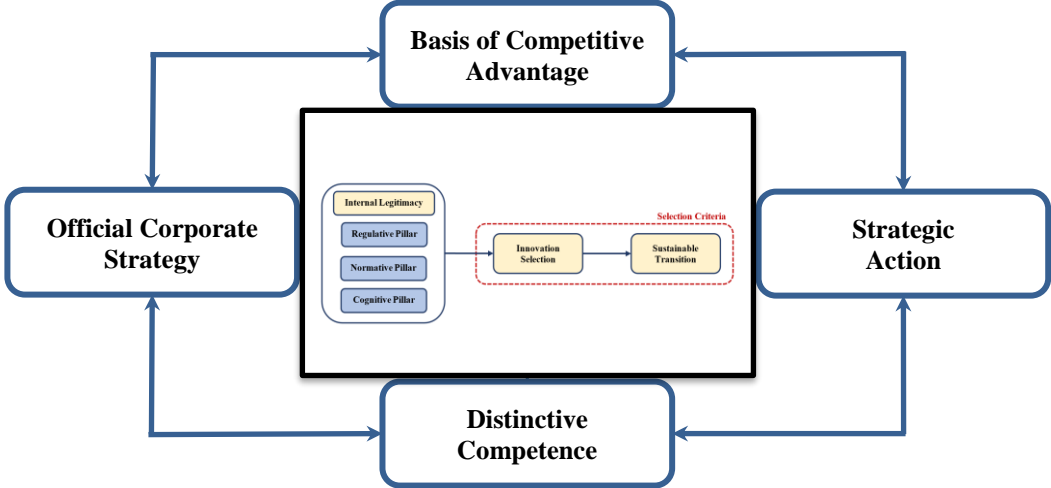 Basis of Competitive
Advantage
Official Corporate
Strategy
Internal Legitimacy
Regulative Pillar
Normative Pillar
Cognitive Pillar
Selection Criteria
Innovation
Selection
Sustainable
Transition
Strategic
Action
Distinctive
Competence